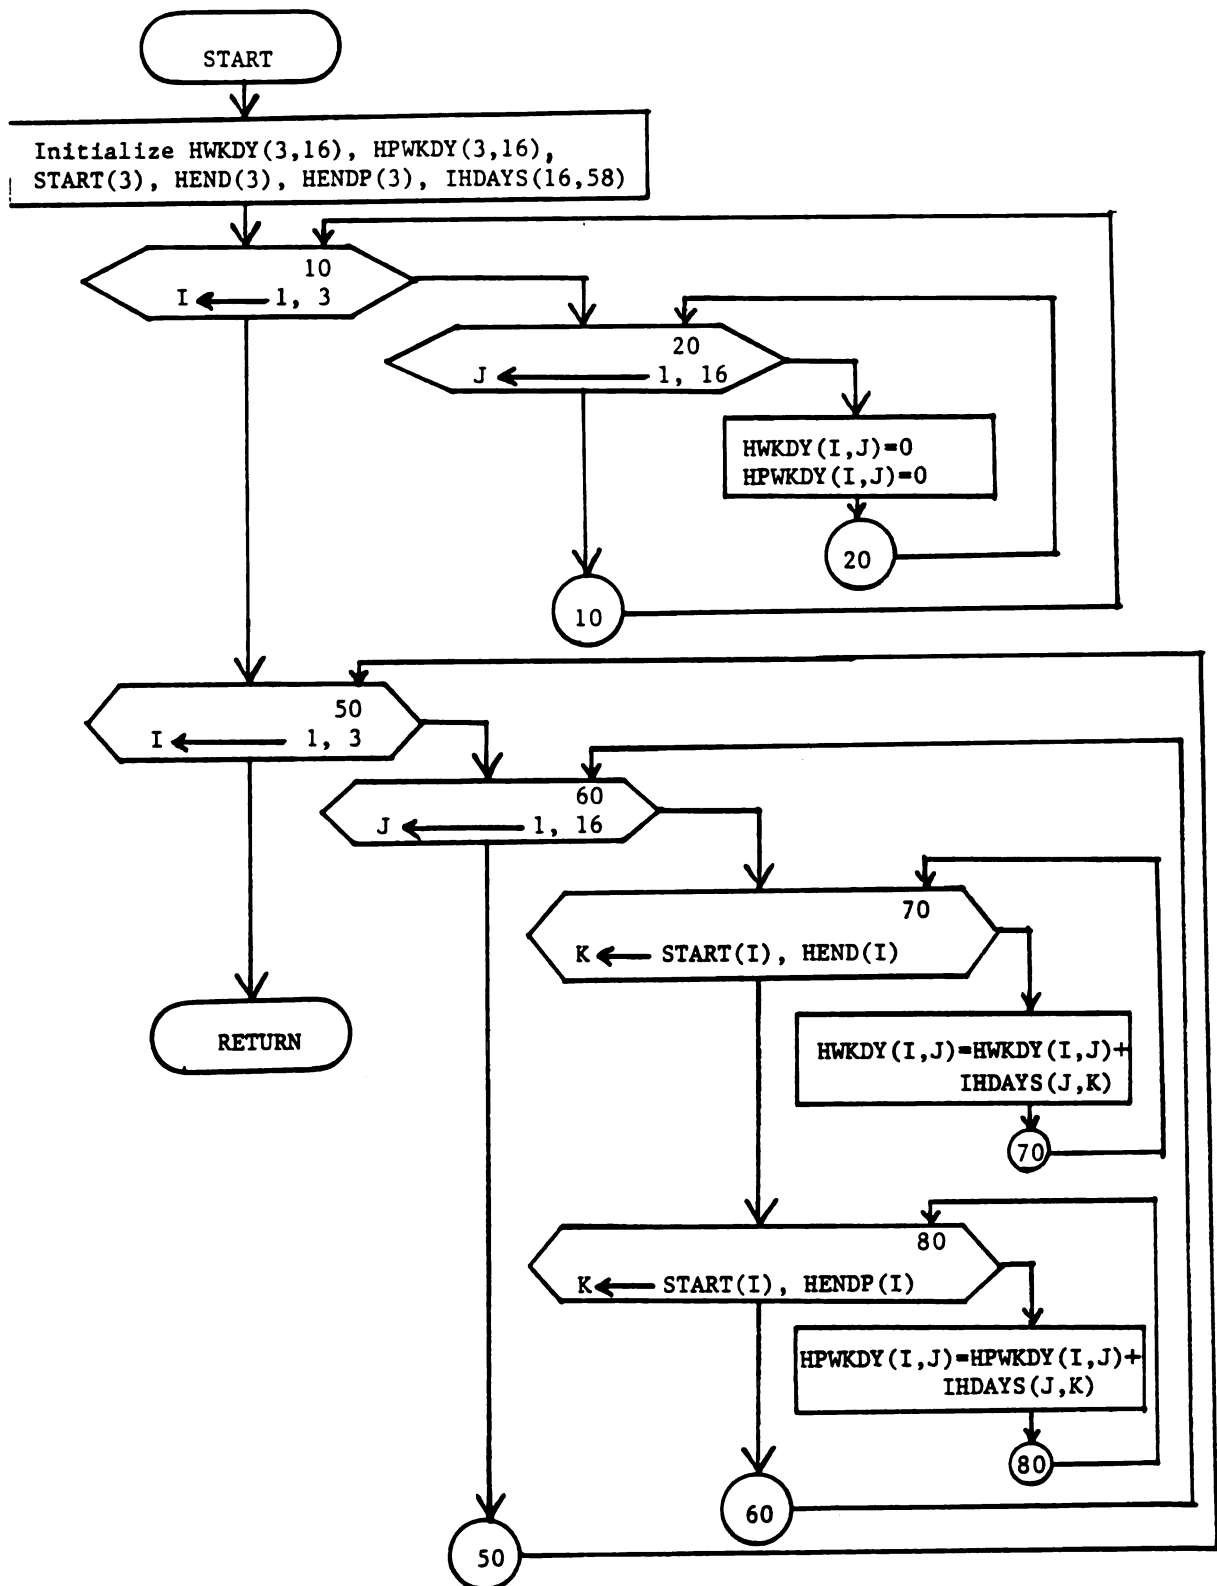 START
Initialize HWKDY(3,16), HPWKDY(3,16),
START(3), HEND(3), HENDP(3), IHDAYS(16,58)
10
I 1, 3
20
J 1, 16
HWKDY(I,J)=0
HPWKDY(I,J)=0
20
10
50
I 1, 3
60
J 1, 16
70
K START(I), HEND(I)
RETURN
HWKDY(I,J)=HWKDY(I,J)+
IHDAYS(J,K)
70
80
K START(I), HENDP(I)
HPWKDY(I,J)=HPWKDY(I,J)+
IHDAYS(J,K)
80
60
50